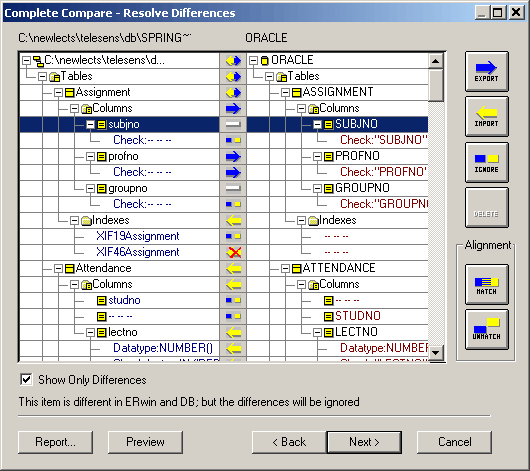 Complete Compare - Resolve Differences
C:\newlects\telesens\db\SPRING~ ORACLE
C:\newlects\telesens\d... ORACLE
Tables Tables
Assignment ASSIGNMENT
Columns Columns
subjno SUBJNO
Check:-- -- -- Check:"SUBJNO"
profno PROFNO
Check:-- -- -- Check:"PROFNO"
groupno GROUPNO
Check:-- -- -- Check:"GROUPN
Indexes Indexes
XIF19Assignment -- -- --
XIF46Assignment -- -- --
Attendance ATTENDANCE
Columns Columns
studno -- -- --
-- -- -- STUDNO
lectno LECTNO
Datatype:NUMBER() Datatype:NUMBER
EXPORT
IMPORT
IGNORE
DELETE
Alignment
MATCH
UNMATCH
Show Only Differences
This item is different in ERwin and DB; but the differences will be ignored
Report... Preview < Back Next > Cancel